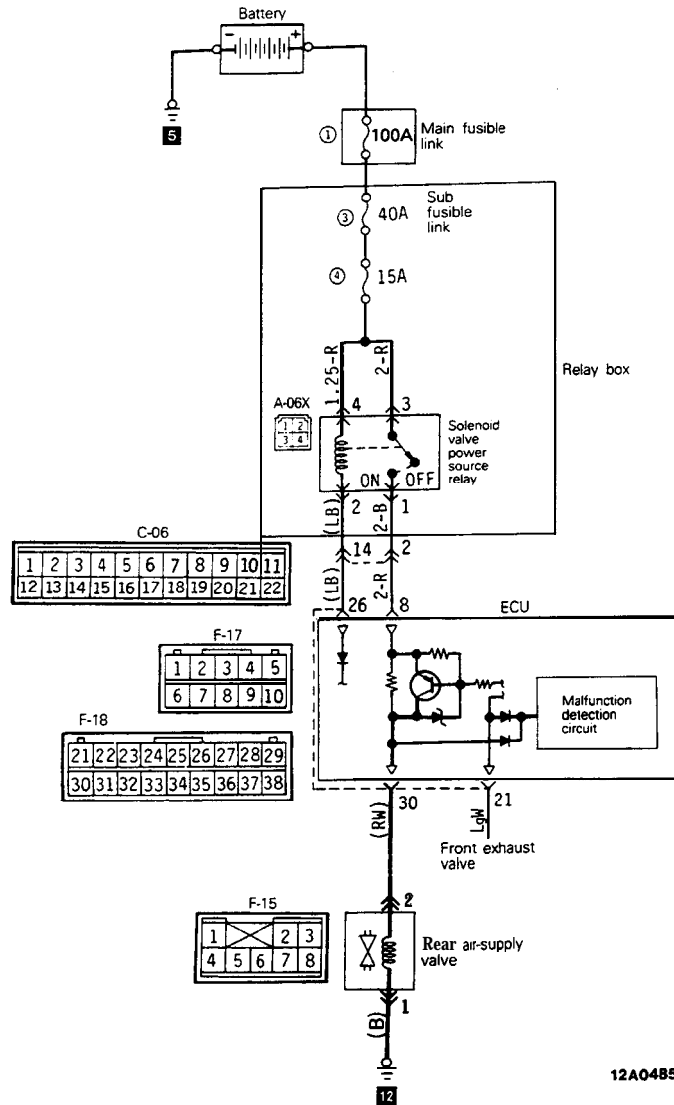 Battery
- +
5
① 100A Main fusible
link
③ 40A Sub
fusible
link
④ 15A
1.25-R 2-R
Relay box
A-06X
1 2
3 4
4 3
Solenoid
valve
power
source
relay
ON OFF
2 1
(LB) 2-B
C-06
1 2 3 4 5 6 7 8 9 10 11
12 13 14 15 16 17 18 19 20 21 22
14 2
(LB) 2-R
26 8
ECU
F-17
1 2 3 4 5
6 7 8 9 10
Malfunction
detection
circuit
F-18
21 22 23 24 25 26 27 28 29
30 31 32 33 34 35 36 37 38
30 21
(RW) LgW
Front exhaust
valve
2
F-15
1 2 3
4 5 6 7 8
Rear air-supply
valve
1
(B)
12
12A0485